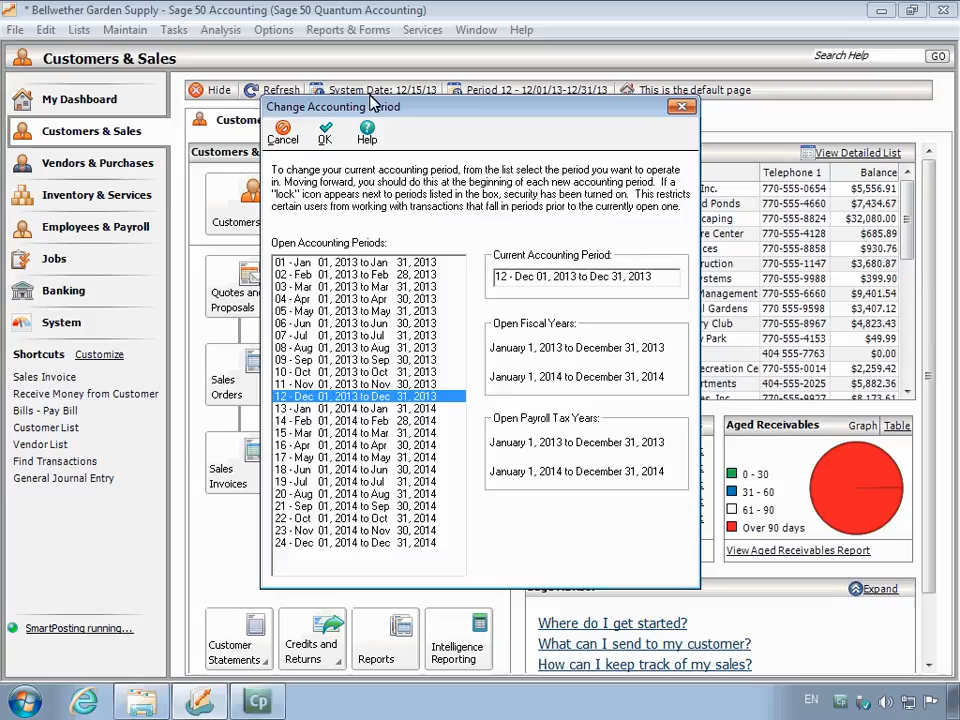 * Bellwether Garden Supply - Sage 50 Accounting (Sage 50 Quantum Accounting)
File Edit Lists Maintain Tasks Analysis Options Reports & Forms Services Window Help
Customers & Sales
Search Help GO
Hide Refresh System Date: 12/15/13 Period 12 - 12/01/13-12/31/13 This is the default page
My Dashboard
Customers & Sales
Vendors & Purchases
Inventory & Services
Employees & Payroll
Jobs
Banking
System
Shortcuts Customize
Sales Invoice
Receive Money from Customer
Bills - Pay Bill
Customer List
Vendor List
Find Transactions
General Journal Entry
SmartPosting running...
Customers &
Customers
Quotes and
Proposals
Sales
Orders
Sales
Invoices
Customer
Statements
Credits and
Returns
Reports
Intelligence
Reporting
Change Accounting Period
Cancel OK Help
To change your current accounting period, from the list select the period you want to operate
in. Moving forward, you should do this at the beginning of each new accounting period. If a
"lock" icon appears next to periods listed in the box, security has been turned on. This restricts
certain users from working with transactions that fall in periods prior to the currently open one.
Open Accounting Periods:
01 - Jan 01, 2013 to Jan 31, 2013
02 - Feb 01, 2013 to Feb 28, 2013
03 - Mar 01, 2013 to Mar 31, 2013
04 - Apr 01, 2013 to Apr 30, 2013
05 - May 01, 2013 to May 31, 2013
06 - Jun 01, 2013 to Jun 30, 2013
07 - Jul 01, 2013 to Jul 31, 2013
08 - Aug 01, 2013 to Aug 31, 2013
09 - Sep 01, 2013 to Sep 30, 2013
10 - Oct 01, 2013 to Oct 31, 2013
11 - Nov 01, 2013 to Nov 30, 2013
12 - Dec 01, 2013 to Dec 31, 2013
13 - Jan 01, 2014 to Jan 31, 2014
14 - Feb 01, 2014 to Feb 28, 2014
15 - Mar 01, 2014 to Mar 31, 2014
16 - Apr 01, 2014 to Apr 30, 2014
17 - May 01, 2014 to May 31, 2014
18 - Jun 01, 2014 to Jun 30, 2014
19 - Jul 01, 2014 to Jul 31, 2014
20 - Aug 01, 2014 to Aug 31, 2014
21 - Sep 01, 2014 to Sep 30, 2014
22 - Oct 01, 2014 to Oct 31, 2014
23 - Nov 01, 2014 to Nov 30, 2014
24 - Dec 01, 2014 to Dec 31, 2014
Current Accounting Period:
12 - Dec 01, 2013 to Dec 31, 2013
Open Fiscal Years:
January 1, 2013 to December 31, 2013
January 1, 2014 to December 31, 2014
Open Payroll Tax Years:
January 1, 2013 to December 31, 2013
January 1, 2014 to December 31, 2014
View Detailed List
Telephone 1 Balance
Inc. 770-555-0654 $5,556.91
d Ponds 770-555-4660 $7,434.67
caping 770-555-8824 $32,080.00
re Center 770-555-4128 $685.89
s 770-555-8858 $930.76
s 770-555-1147 $3,680.87
stems 770-555-9988 $399.90
Management 770-555-6660 $9,401.54
l Gardens 770 555-9598 $1,307.42
ry Club 770-555-8967 $4,823.43
y Park 770-555-4153 $49.99
404 555-7763 $0.00
ecreation Ce 770-555-0014 $2,259.42
rtments 404-555-2025 $5,882.36
Aged Receivables Graph Table
0 - 30
31 - 60
61 - 90
Over 90 days
View Aged Receivables Report
Expand
Where do I get started?
What can I send to my customer?
How can I keep track of my sales?
Cp EN Cp